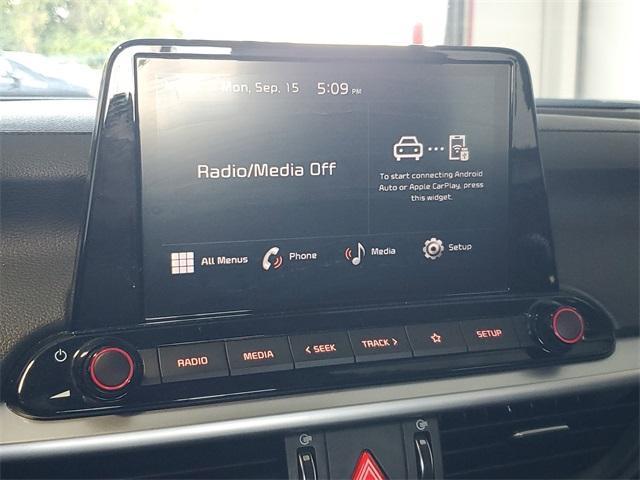 Mon, Sep. 15 5:09 PM
Radio/Media Off
To start connecting Android
Auto or Apple CarPlay, press
this widget.
All Menus Phone Media Setup
RADIO MEDIA < SEEK TRACK > SETUP